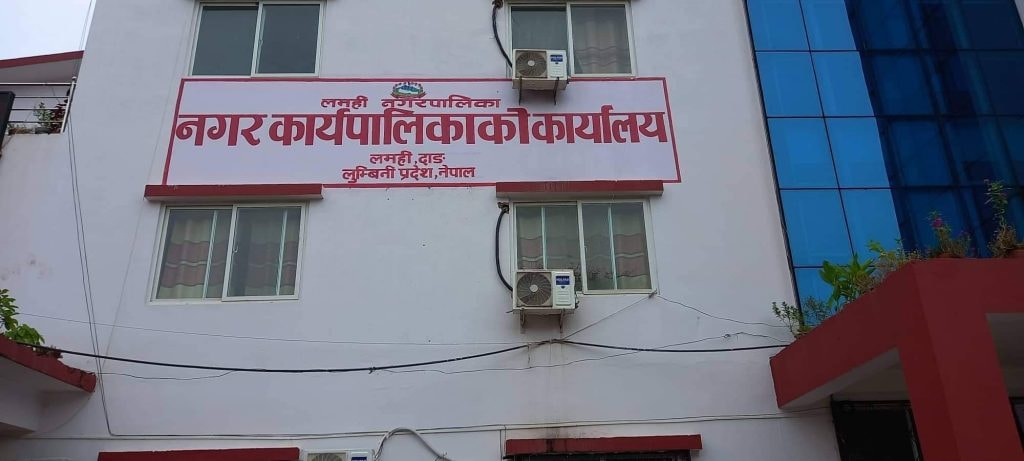 लमही नगरपालिका
नगर कार्यपालिकाको कार्यालय
लमही, दाङ
लुम्बिनी प्रदेश, नेपाल